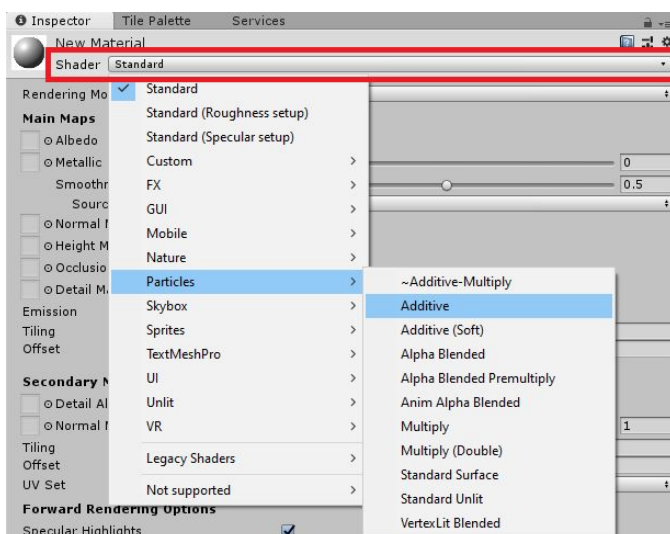 Inspector Tile Palette Services
New Material
Shader Standard
Rendering Mo
Standard
Standard (Roughness setup)
Main Maps
Albedo
Standard (Specular setup)
Metallic
Custom
0
Smoothr
FX
0.5
Sourc
GUI
Normal
Mobile
Height M
Nature
Occlusio
Particles
~Additive-Multiply
Detail
Emission
Skybox
Additive
Tiling
Sprites
Additive (Soft)
Offset
TextMeshPro
Alpha Blended
UI
Alpha Blended Premultiply
Secondary
Detail Al
Unlit
Anim Alpha Blended
Normal
VR
Multiply
1
Tiling
Legacy Shaders
Multiply (Double)
Offset
Standard Surface
UV Set
Not supported
Standard Unlit
Forward Rendering Options
Specular Highlights
VertexLit Blended